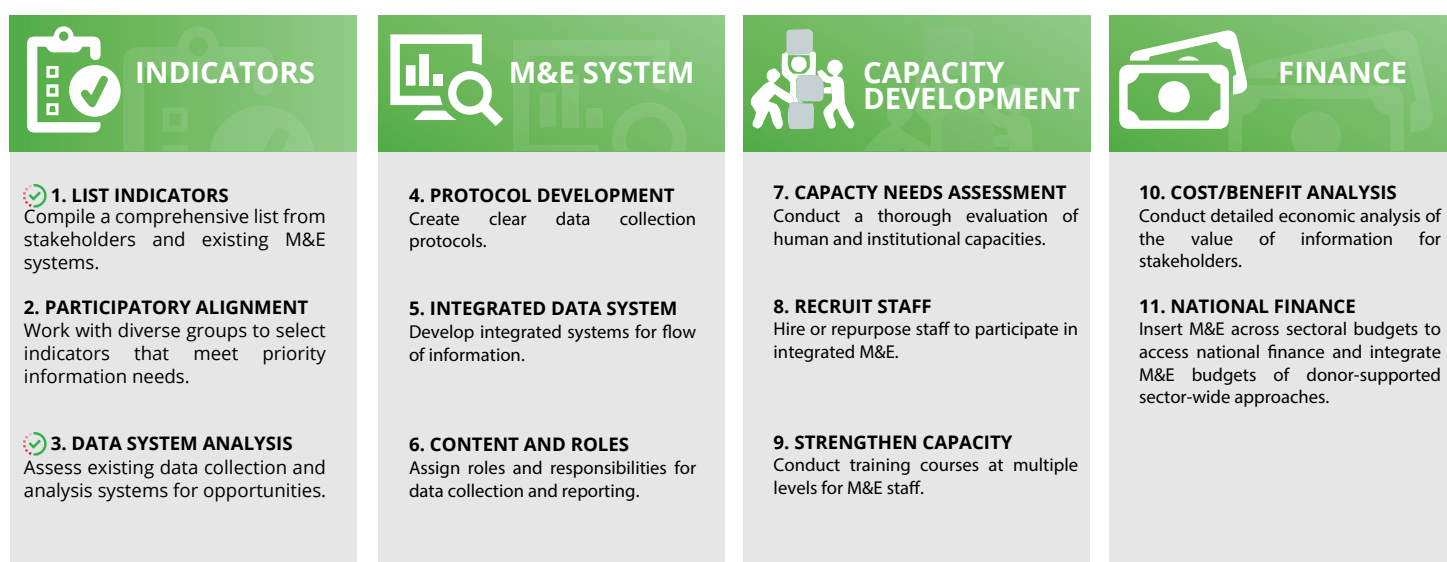 INDICATORS
1. LIST INDICATORS
Compile a comprehensive list from
stakeholders and existing M&E
systems.
2. PARTICIPATORY ALIGNMENT
Work with diverse groups to select
indicators that meet priority
information needs.
3. DATA SYSTEM ANALYSIS
Assess existing data collection and
analysis systems for opportunities.
M&E SYSTEM
4. PROTOCOL DEVELOPMENT
Create clear data collection
protocols.
5. INTEGRATED DATA SYSTEM
Develop integrated systems for flow
of information.
6. CONTENT AND ROLES
Assign roles and responsibilities for
data collection and reporting.
CAPACITY
DEVELOPMENT
7. CAPACTY NEEDS ASSESSMENT
Conduct a thorough evaluation of
human and institutional capacities.
8. RECRUIT STAFF
Hire or repurpose staff to participate in
integrated M&E.
9. STRENGTHEN CAPACITY
Conduct training courses at multiple
levels for M&E staff.
FINANCE
10. COST/BENEFIT ANALYSIS
Conduct detailed economic analysis of
the value of information for
stakeholders.
11. NATIONAL FINANCE
Insert M&E across sectoral budgets to
access national finance and integrate
M&E budgets of donor-supported
sector-wide approaches.